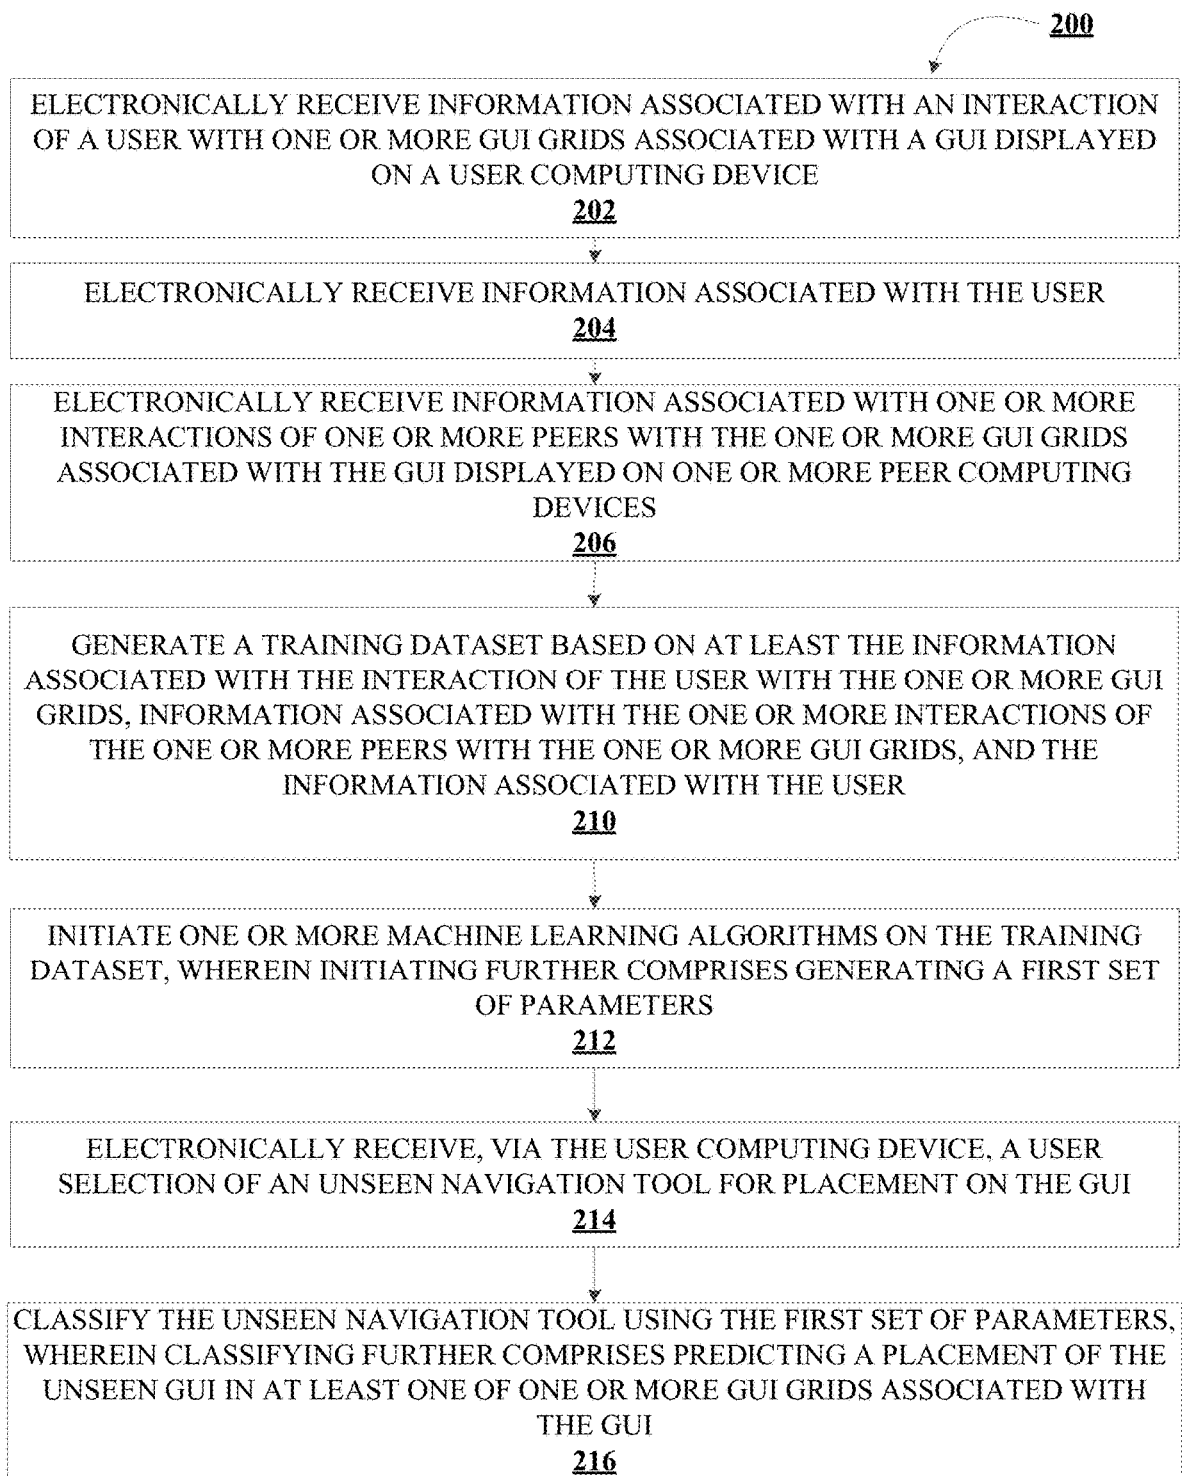 200
ELECTRONICALLY RECEIVE INFORMATION ASSOCIATED WITH AN INTERACTION
OF A USER WITH ONE OR MORE GUI GRIDS ASSOCIATED WITH A GUI DISPLAYED
ON A USER COMPUTING DEVICE
202
ELECTRONICALLY RECEIVE INFORMATION ASSOCIATED WITH THE USER
204
ELECTRONICALLY RECEIVE INFORMATION ASSOCIATED WITH ONE OR MORE
INTERACTIONS OF ONE OR MORE PEERS WITH THE ONE OR MORE GUI GRIDS
ASSOCIATED WITH THE GUI DISPLAYED ON ONE OR MORE PEER COMPUTING
DEVICES
206
GENERATE A TRAINING DATASET BASED ON AT LEAST THE INFORMATION
ASSOCIATED WITH THE INTERACTION OF THE USER WITH THE ONE OR MORE GUI
GRIDS, INFORMATION ASSOCIATED WITH THE ONE OR MORE INTERACTIONS OF
THE ONE OR MORE PEERS WITH THE ONE OR MORE GUI GRIDS, AND THE
INFORMATION ASSOCIATED WITH THE USER
210
INITIATE ONE OR MORE MACHINE LEARNING ALGORITHMS ON THE TRAINING
DATASET, WHEREIN INITIATING FURTHER COMPRISES GENERATING A FIRST SET
OF PARAMETERS
212
ELECTRONICALLY RECEIVE, VIA THE USER COMPUTING DEVICE, A USER
SELECTION OF AN UNSEEN NAVIGATION TOOL FOR PLACEMENT ON THE GUI
214
CLASSIFY THE UNSEEN NAVIGATION TOOL USING THE FIRST SET OF PARAMETERS,
WHEREIN CLASSIFYING FURTHER COMPRISES PREDICTING A PLACEMENT OF THE
UNSEEN GUI IN AT LEAST ONE OF ONE OR MORE GUI GRIDS ASSOCIATED WITH
THE GUI
216